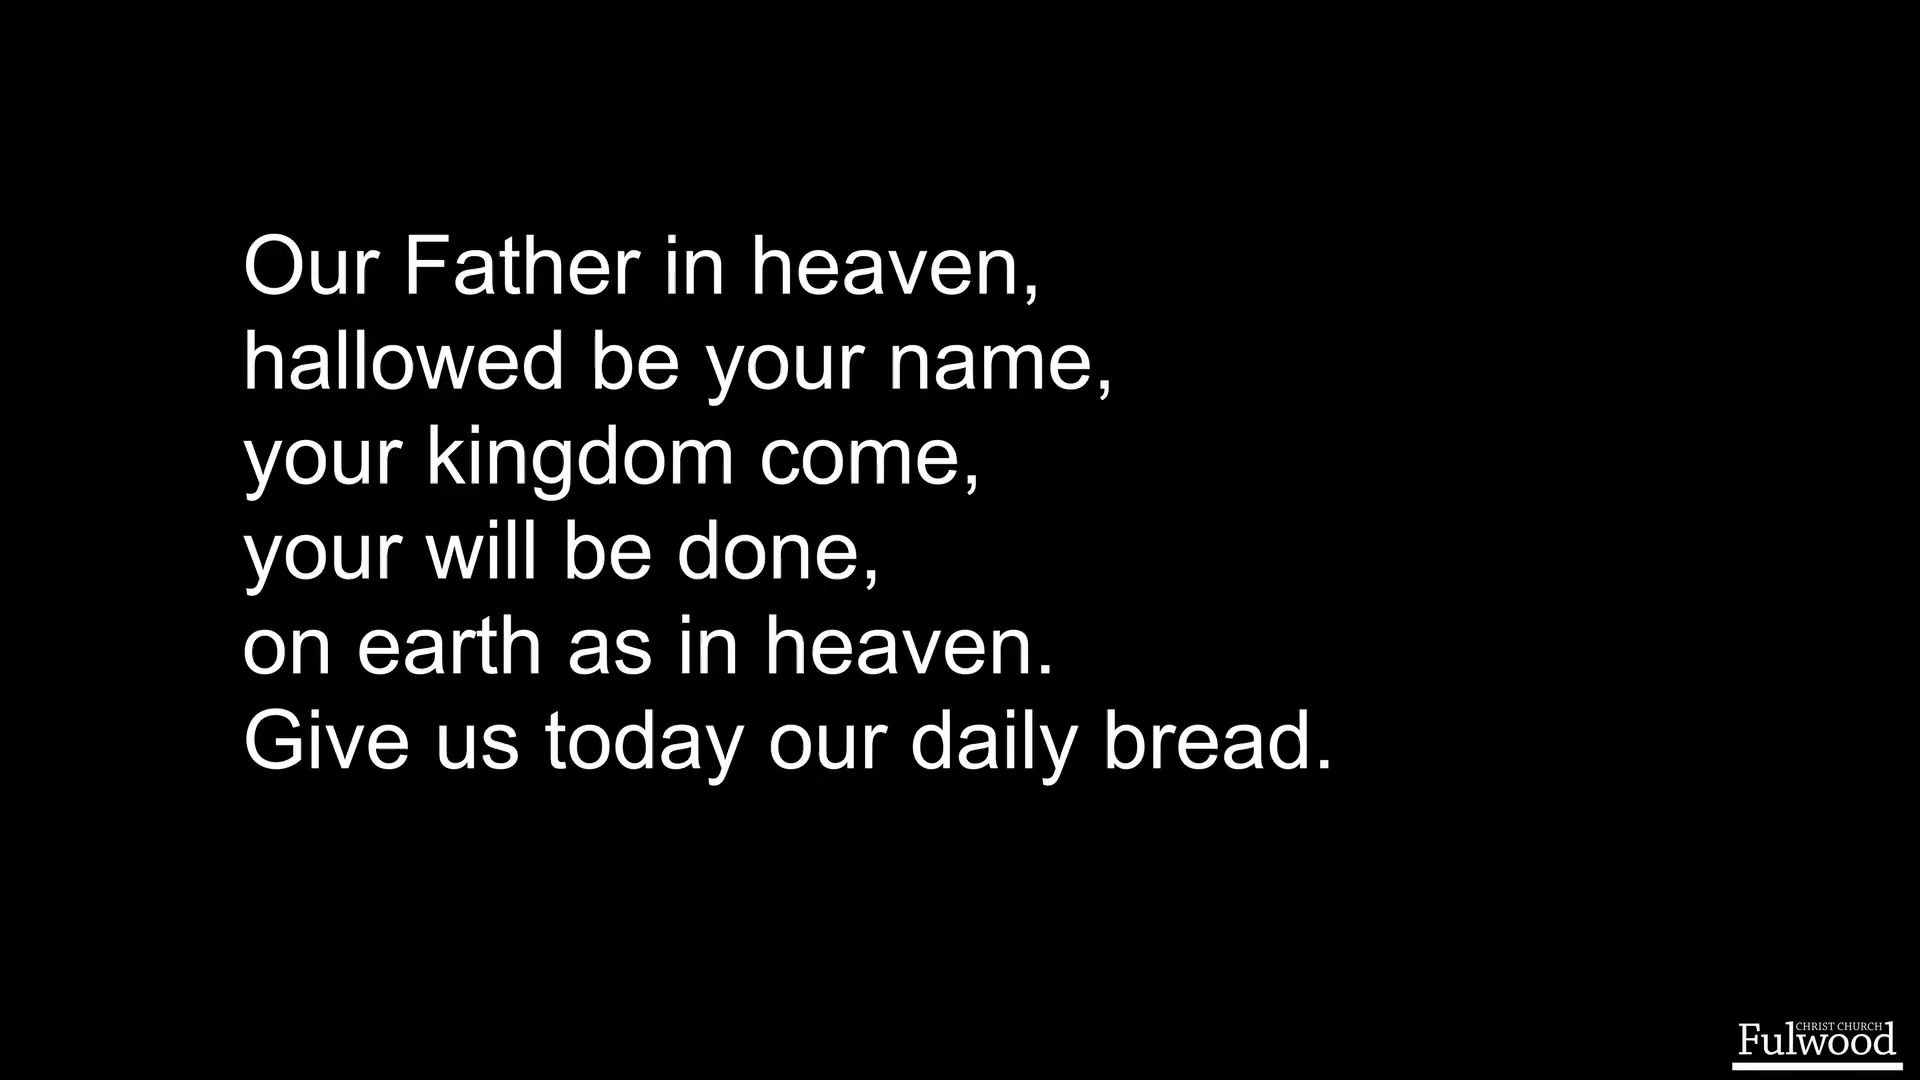 Our Father in heaven,
hallowed be your name,
your kingdom come,
your will be done,
on earth as in heaven.
Give us today our daily bread.
CHRIST CHURCH
Fulwood